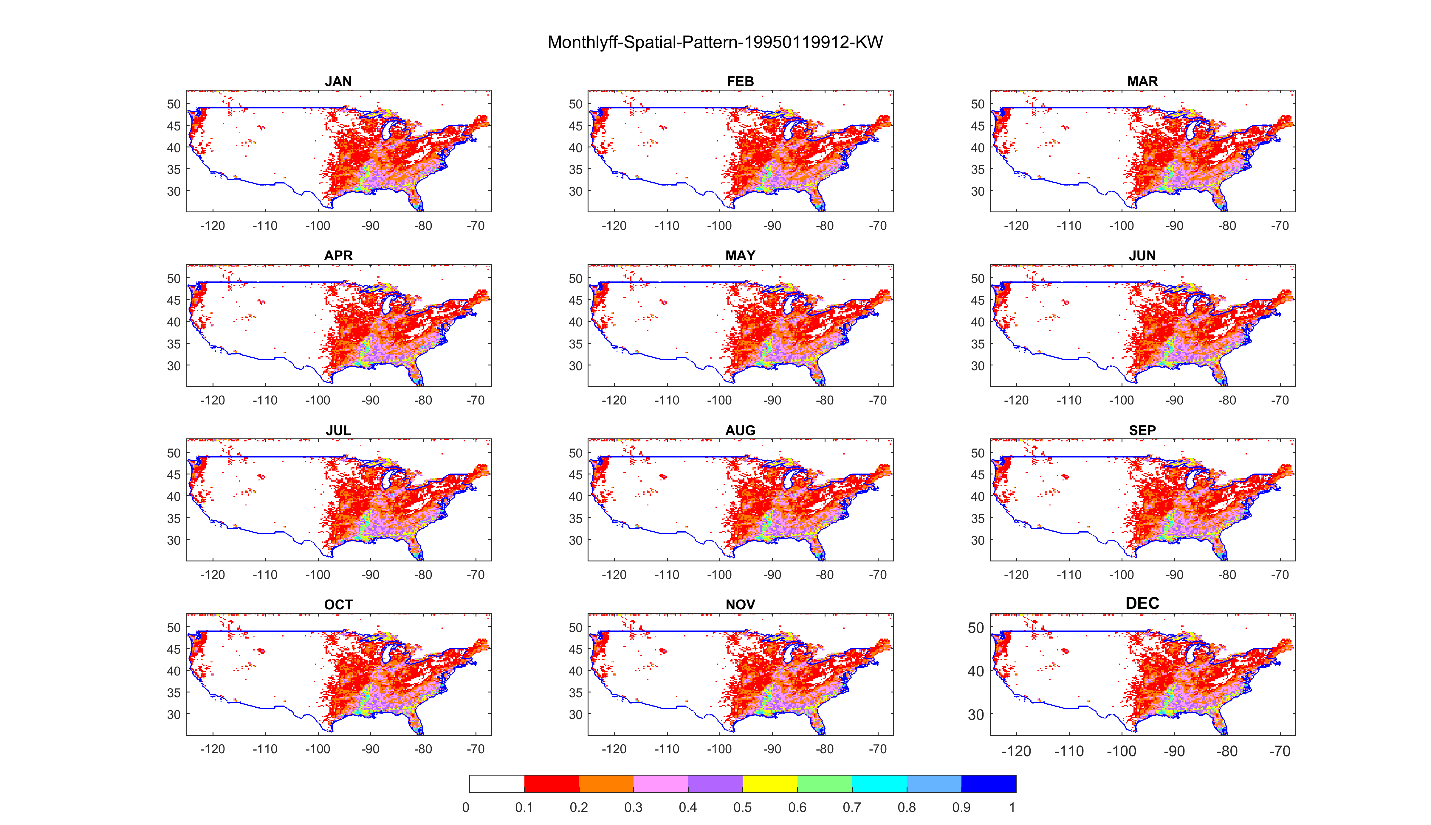 Monthlyff-Spatial-Pattern-19950119912-KW
JAN FEB MAR
50 50 50
45 45 45
40 40 40
35 35 35
30 30 30
-120 -110 -100 -90 -80 -70 -120 -110 -100 -90 -80 -70 -120 -110 -100 -90 -80 -70
APR MAY JUN
50 50 50
45 45 45
40 40 40
35 35 35
30 30 30
-120 -110 -100 -90 -80 -70 -120 -110 -100 -90 -80 -70 -120 -110 -100 -90 -80 -70
JUL AUG SEP
50 50 50
45 45 45
40 40 40
35 35 35
30 30 30
-120 -110 -100 -90 -80 -70 -120 -110 -100 -90 -80 -70 -120 -110 -100 -90 -80 -70
OCT NOV DEC
50 50 50
45 45
40 40 40
35 35
30 30 30
-120 -110 -100 -90 -80 -70 -120 -110 -100 -90 -80 -70 -120 -110 -100 -90 -80 -70
0 0.1 0.2 0.3 0.4 0.5 0.6 0.7 0.8 0.9 1